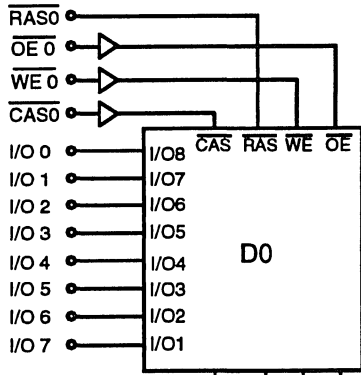 RAS0
OE 0
WE 0
CAS0
CAS RAS WE OE
I/O 0 I/O8
I/O 1 I/O7
I/O 2 I/O6
I/O 3 I/O5
I/O 4 I/O4
I/O 5 I/O3
I/O 6 I/O2
I/O 7 I/O1
D0